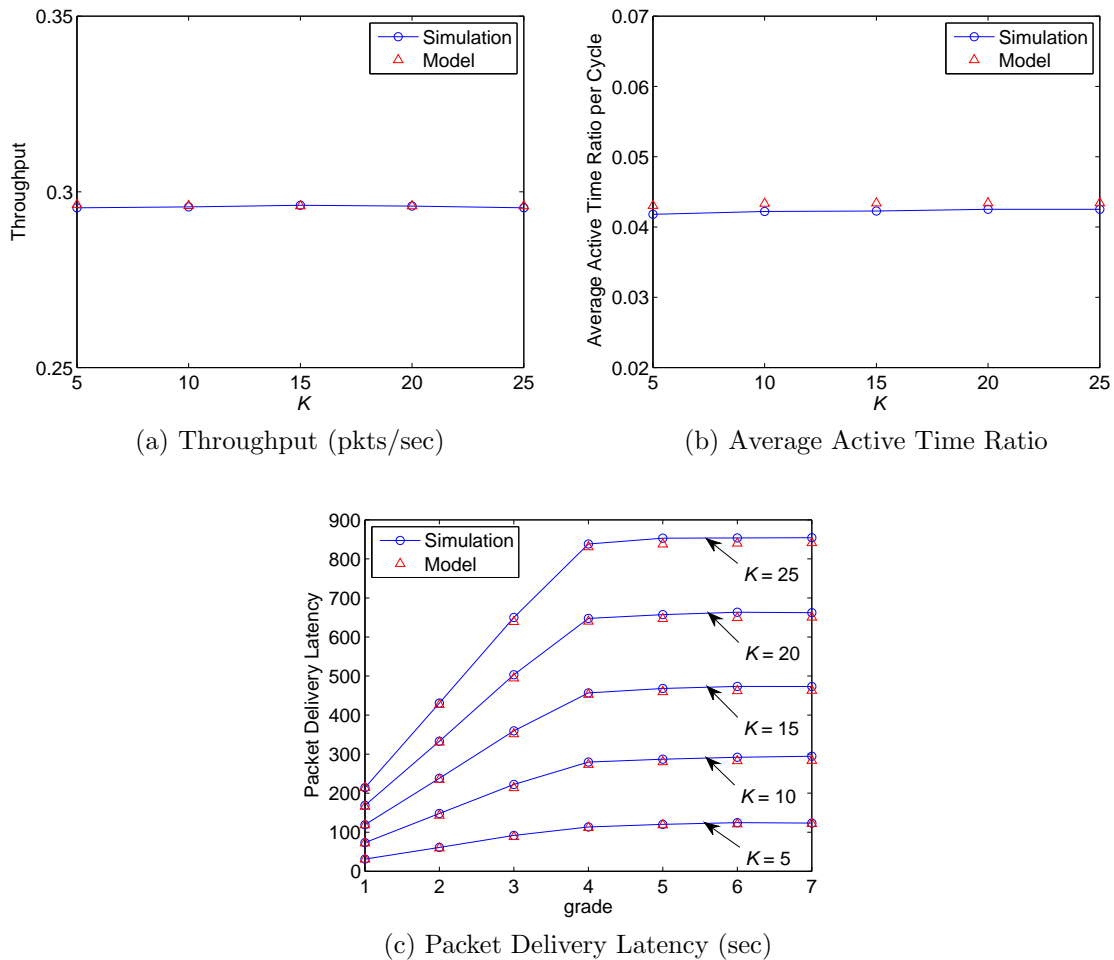 0.35
0.3
0.25
Throughput
Simulation
Model
5 10 15 20 25
K
(a) Throughput (pkts/sec)
0.07
0.06
0.05
0.04
0.03
0.02
Average Active Time Ratio per Cycle
Simulation
Model
5 10 15 20 25
K
(b) Average Active Time Ratio
900
800
700
600
500
400
300
200
100
0
Packet Delivery Latency
Simulation
Model
K = 25
K = 20
K = 15
K = 10
K = 5
1 2 3 4 5 6 7
grade
(c) Packet Delivery Latency (sec)